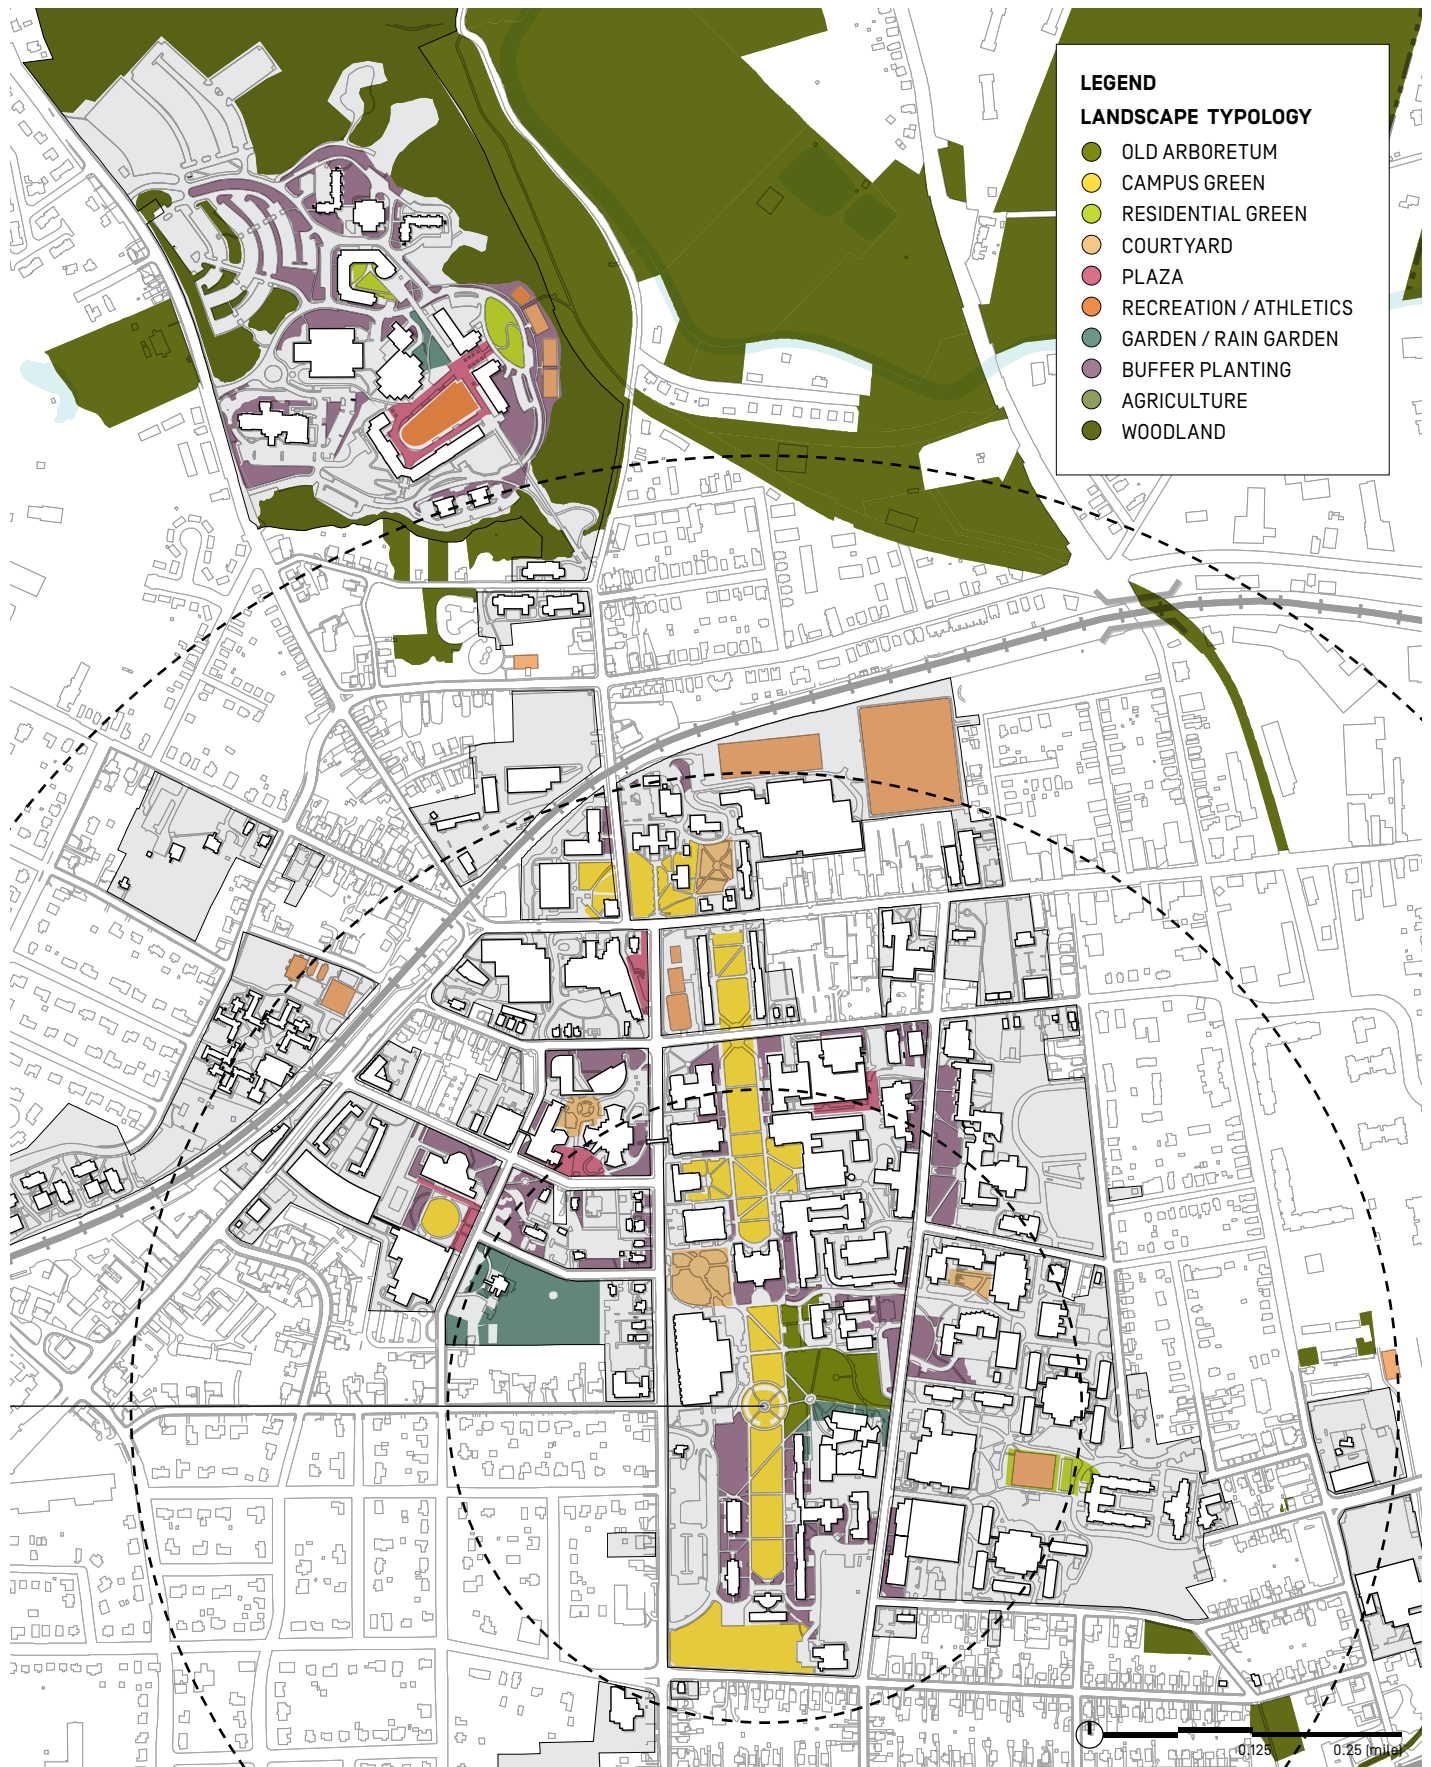 LEGEND
LANDSCAPE TYPOLOGY
OLD ARBORETUM
CAMPUS GREEN
RESIDENTIAL GREEN
COURTYARD
PLAZA
RECREATION / ATHLETICS
GARDEN / RAIN GARDEN
BUFFER PLANTING
AGRICULTURE
WOODLAND
0.125 0.25 (mile)